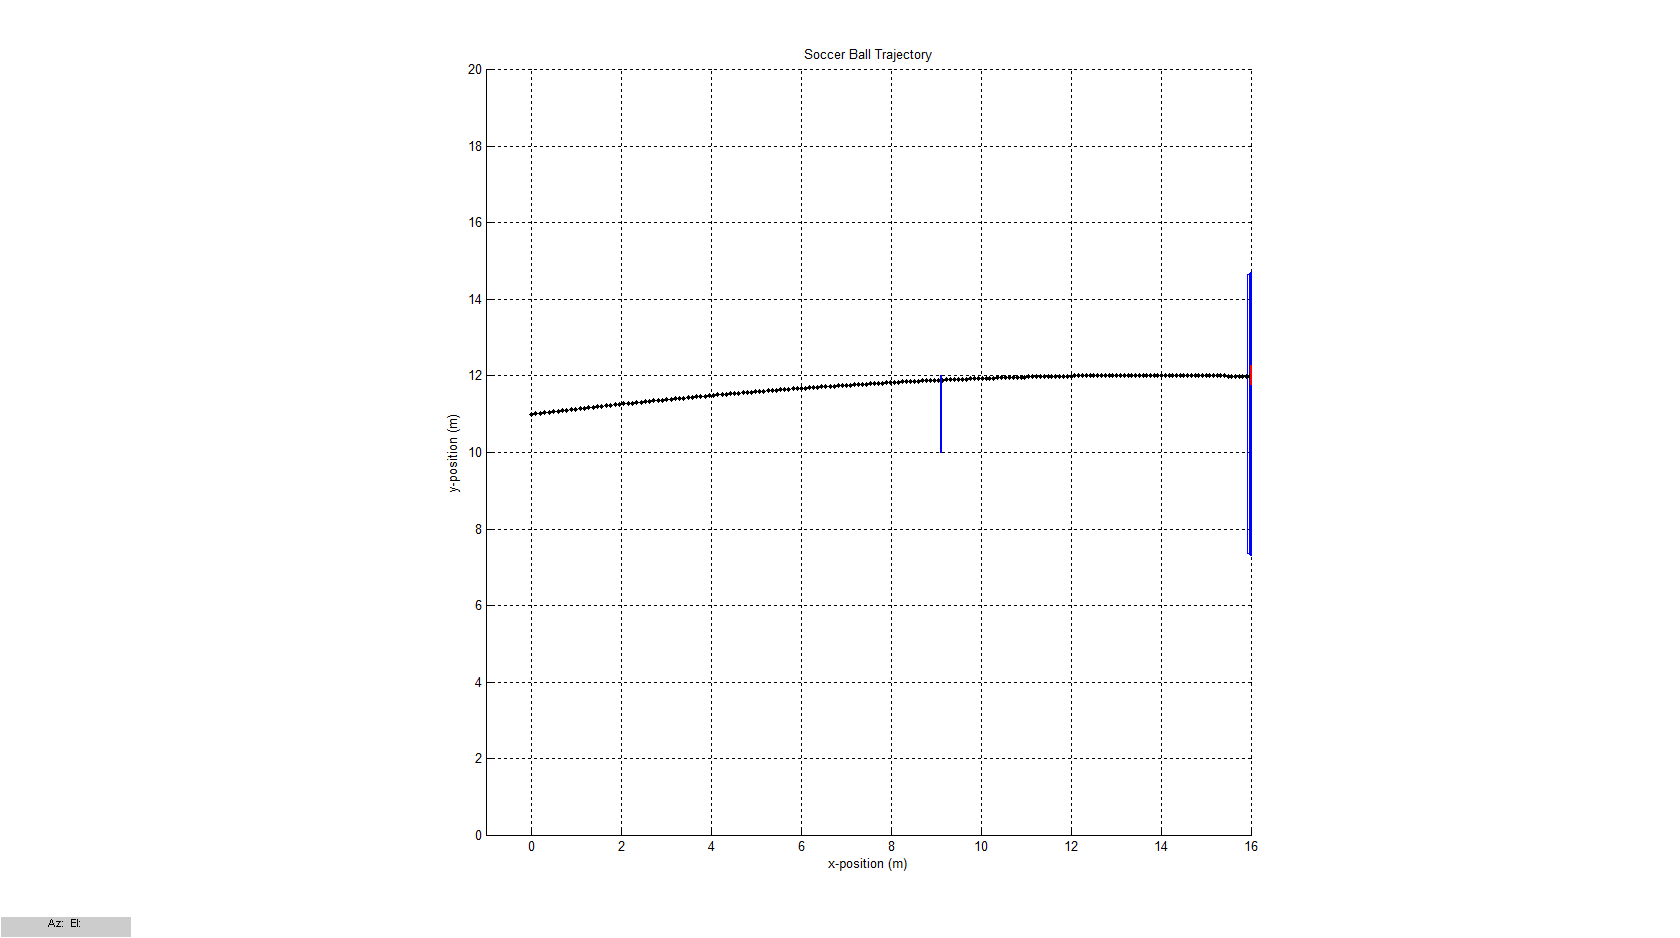 Soccer Ball Trajectory
20
18
16
14
12
10
8
6
4
2
0
y-position (m)
0 2 4 6 8 10 12 14 16
x-position (m)
Az: El: